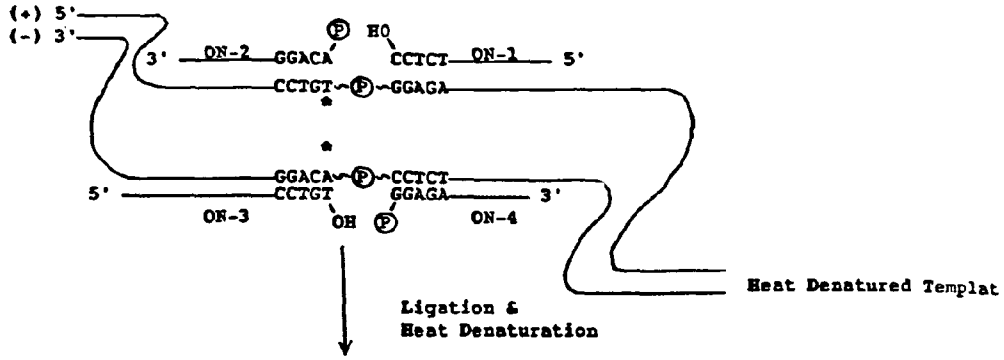 (+) 5'
(-) 3'
3' ON-2 GGACA P HO CCTCT ON-1 5'
CCTGT~P~GGAGA
*
*
GGACA~P~CCTCT
5' CCTGT GGAGA 3'
ON-3 OH P ON-4
Heat Denatured Templat
Ligation &
Heat Denaturation